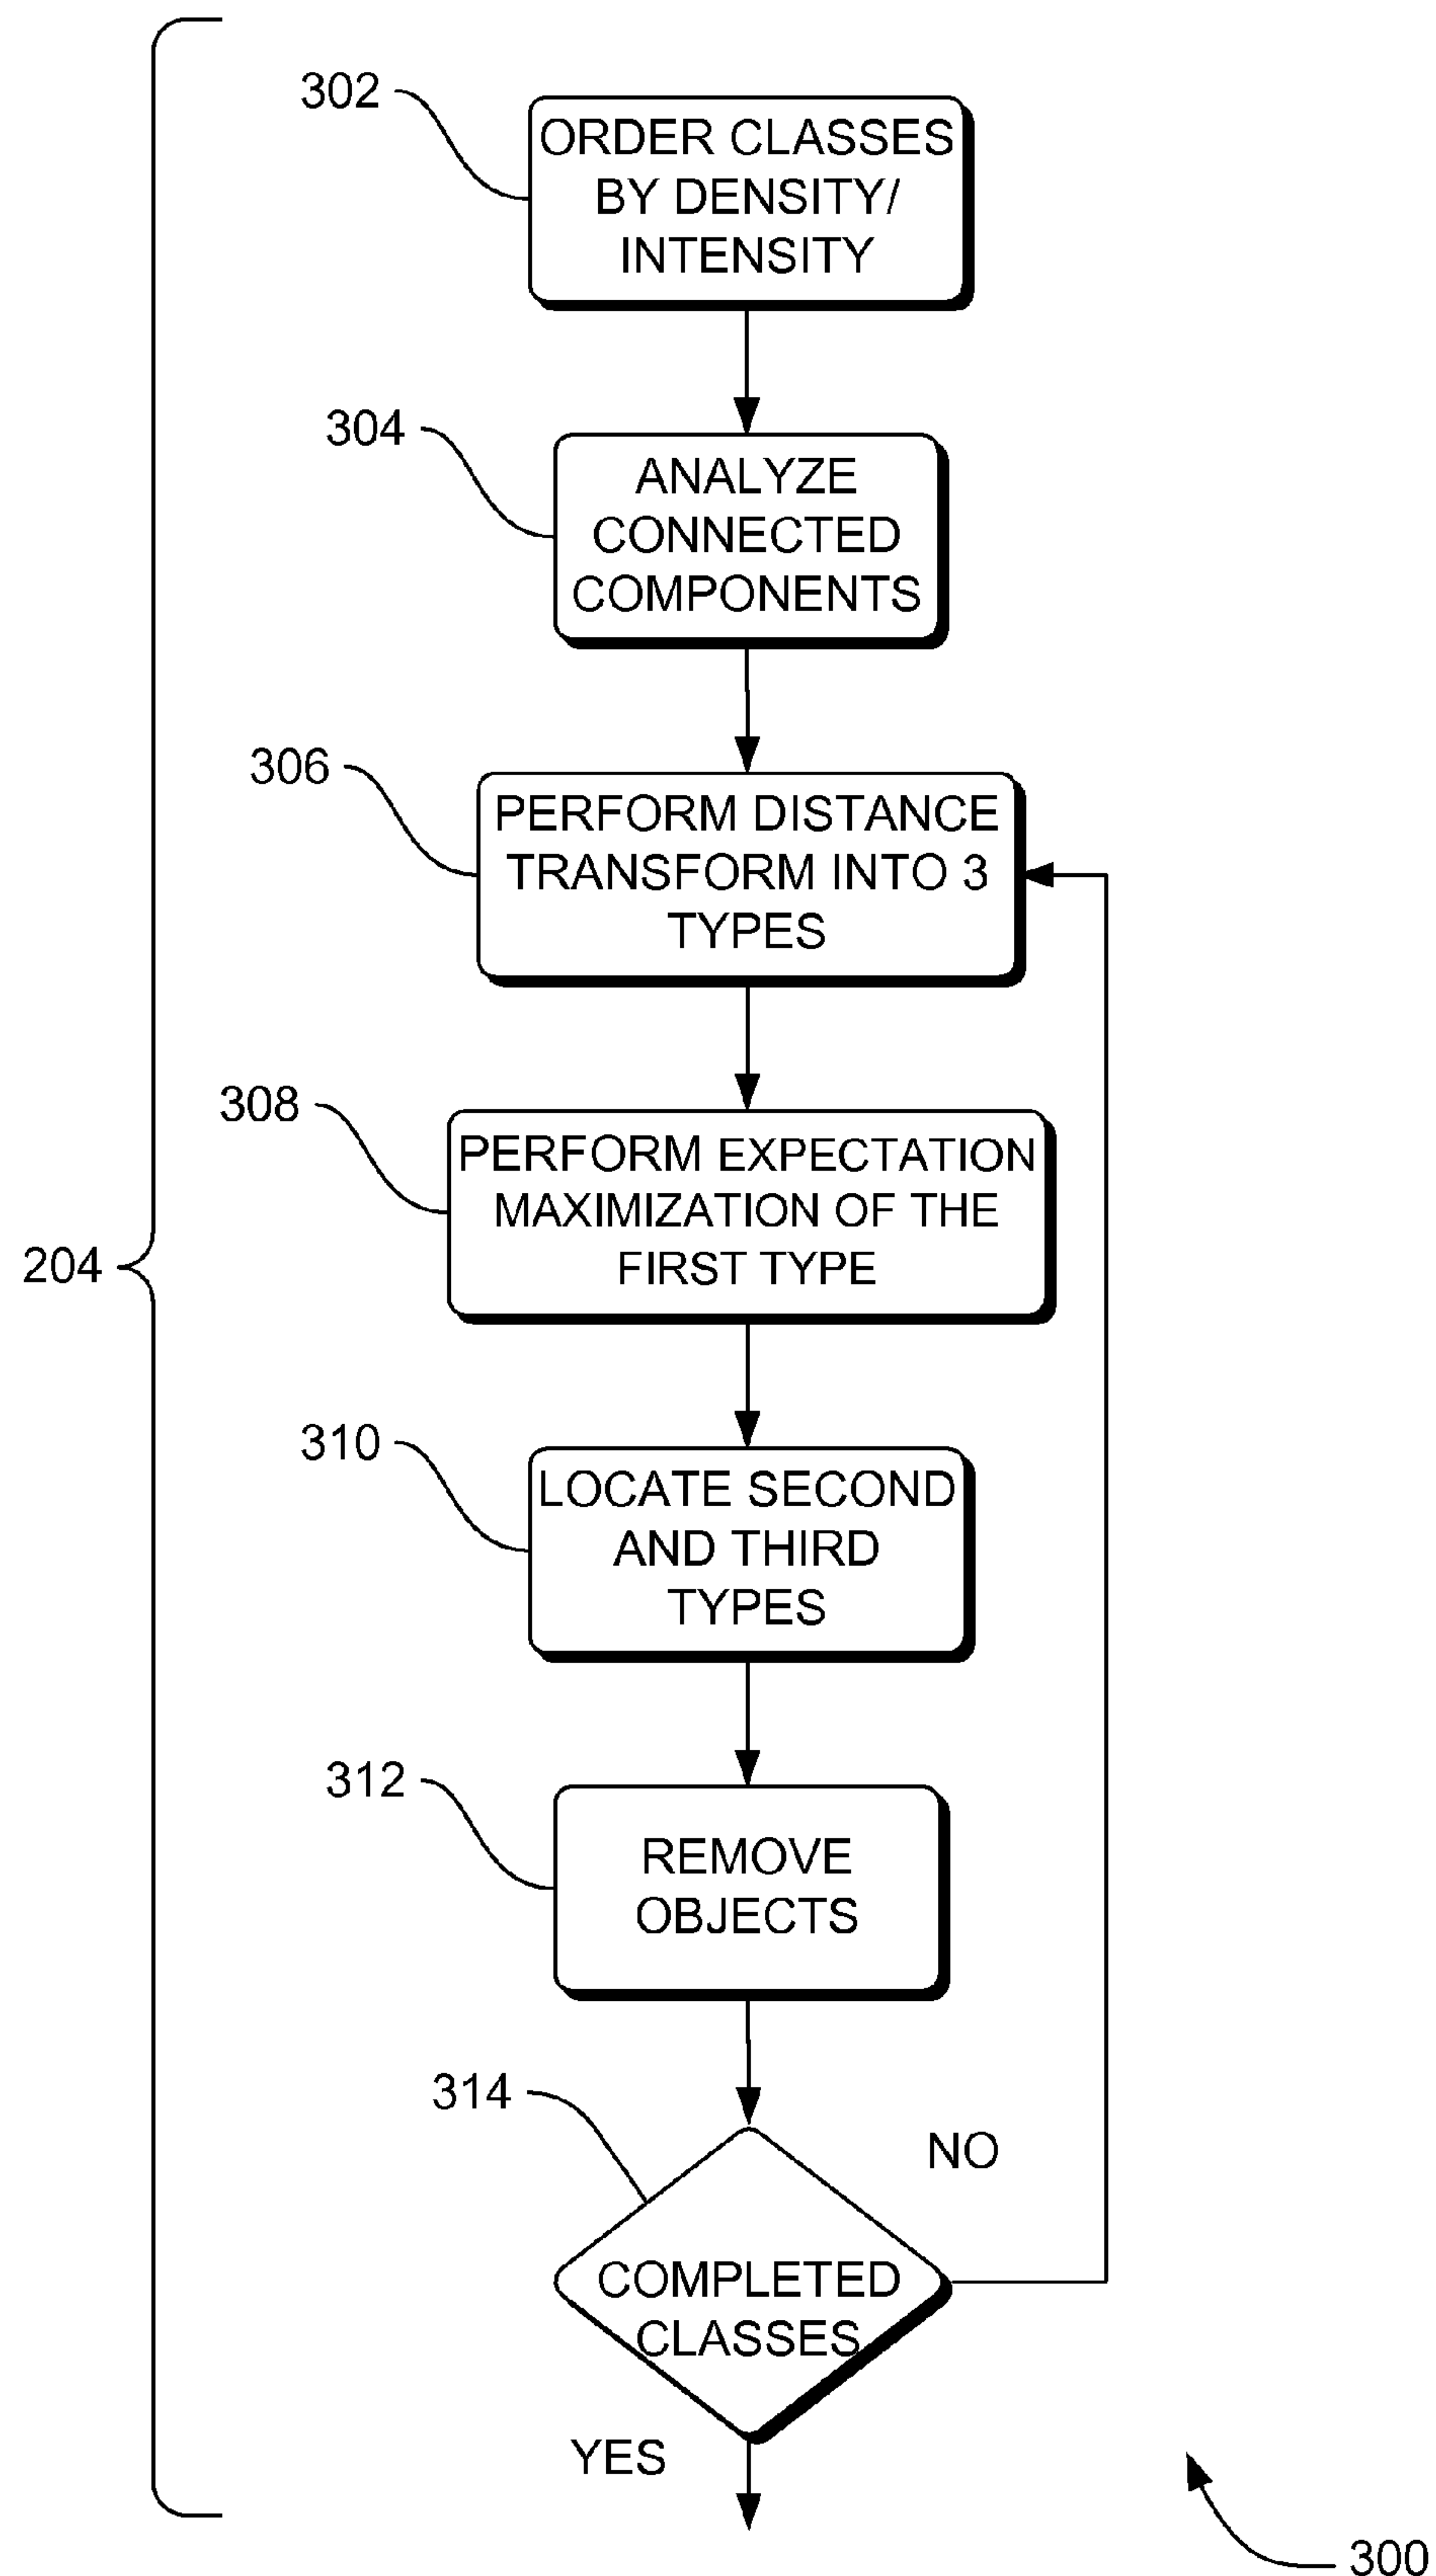 302
ORDER CLASSES
BY DENSITY/
INTENSITY
304
ANALYZE
CONNECTED
COMPONENTS
306
PERFORM DISTANCE
TRANSFORM INTO 3
TYPES
308
PERFORM EXPECTATION
MAXIMIZATION OF THE
FIRST TYPE
204
310
LOCATE SECOND
AND THIRD
TYPES
312
REMOVE
OBJECTS
314
NO
COMPLETED
CLASSES
YES
300